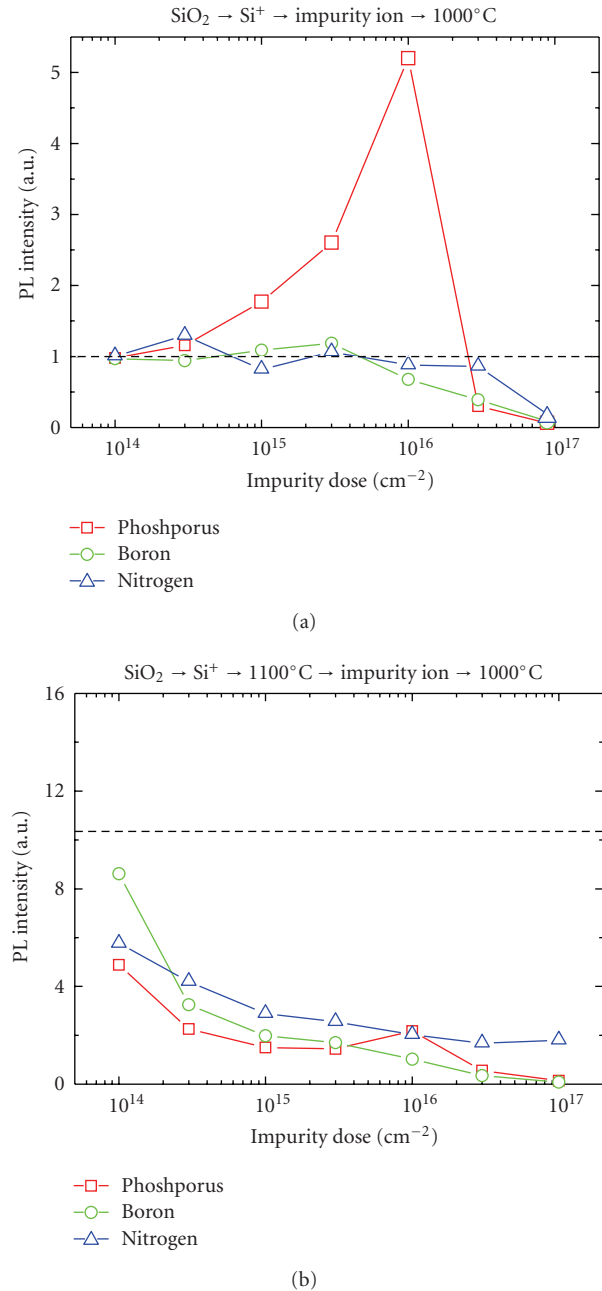 SiO₂ → Si⁺ → impurity ion → 1000°C
5
4
3
2
1
0
PL intensity (a.u.)
10¹⁴ 10¹⁵ 10¹⁶ 10¹⁷
Impurity dose (cm⁻²)
Phoshporus
Boron
Nitrogen
(a)
SiO₂ → Si⁺ → 1100°C → impurity ion → 1000°C
16
12
8
4
0
PL intensity (a.u.)
10¹⁴ 10¹⁵ 10¹⁶ 10¹⁷
Impurity dose (cm⁻²)
Phoshporus
Boron
Nitrogen
(b)